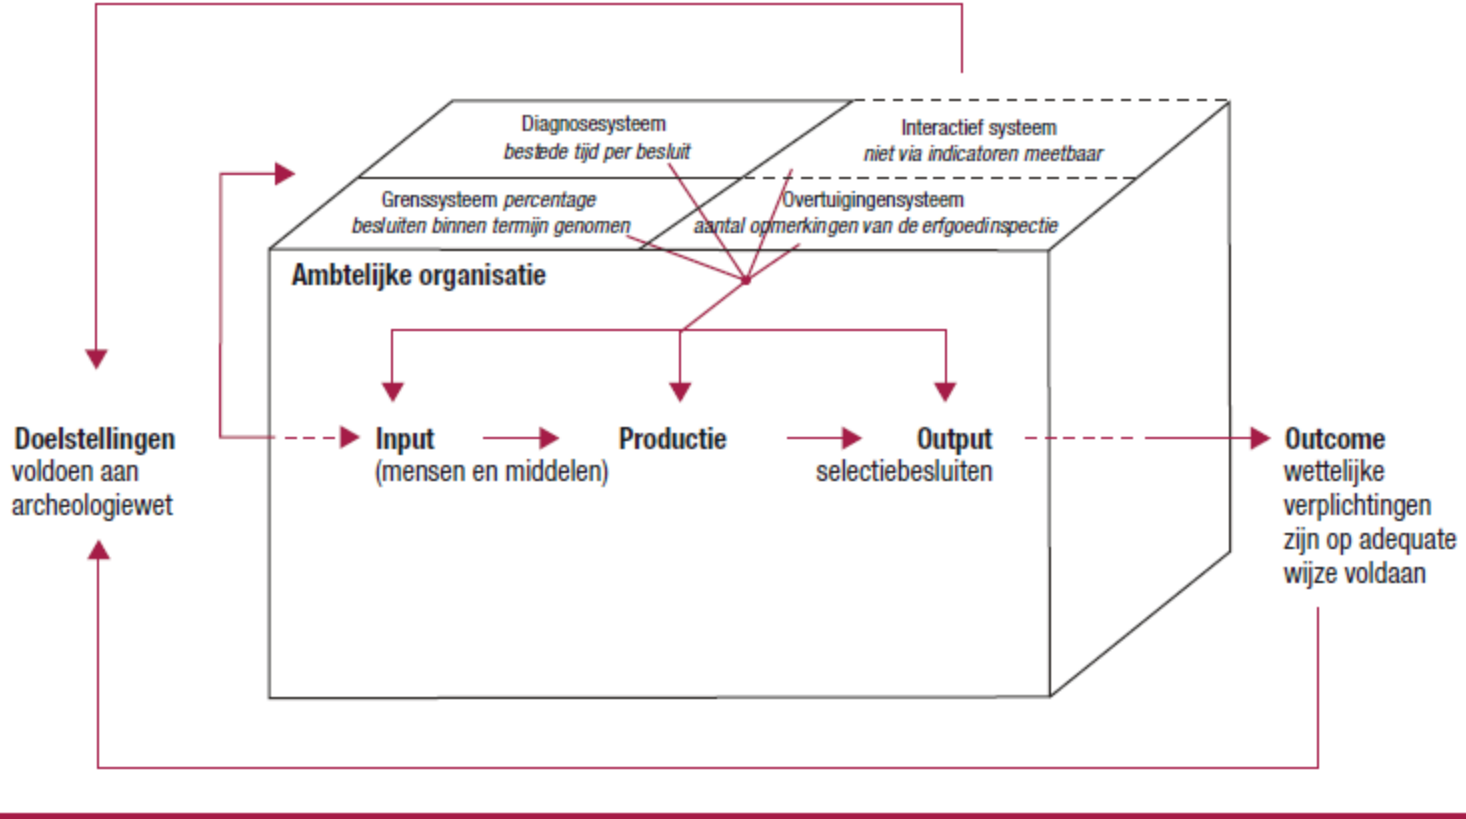 Diagnosesysteem
bestede tijd per besluit
Interactief systeem
niet via indicatoren meetbaar
Grenssysteem percentage
besluiten binnen termijn genomen
Overtuigingensysteem
aantal opmerkingen van de erfgoedinspectie
Ambtelijke organisatie
Doelstellingen
voldoen aan
archeologiewet
Input
(mensen en middelen)
Productie
Output
selectiebesluiten
Outcome
wettelijke
verplichtingen
zijn op adequate
wijze voldaan